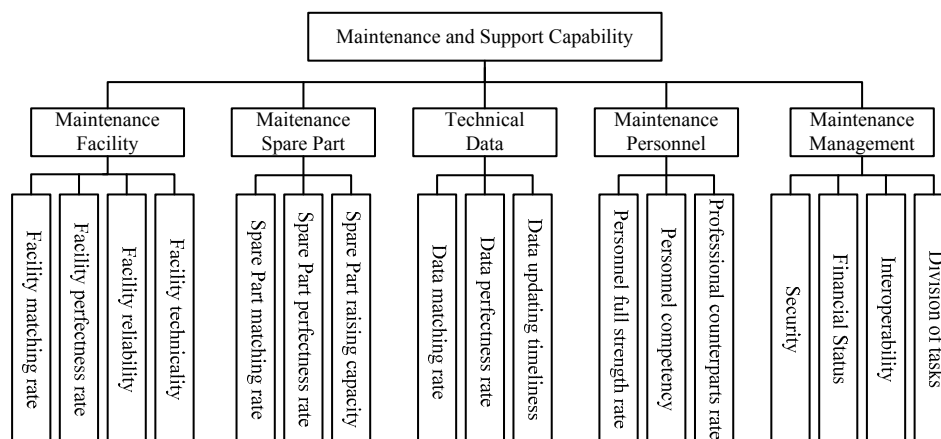 Maintenance and Support Capability
Maintenance
Facility
Maitenance
Spare Part
Technical
Data
Maintenance
Personnel
Maintenance
Management
Facility matching rate
Facility perfectness rate
Facility reliability
Facility technicality
Spare Part matching rate
Spare Part perfectness rate
Spare Part raising capacity
Data matching rate
Data perfectness rate
Data updating timeliness
Personnel full strength rate
Personnel competency
Professional counterparts rate
Security
Financial Status
Interoperability
Division of tasks